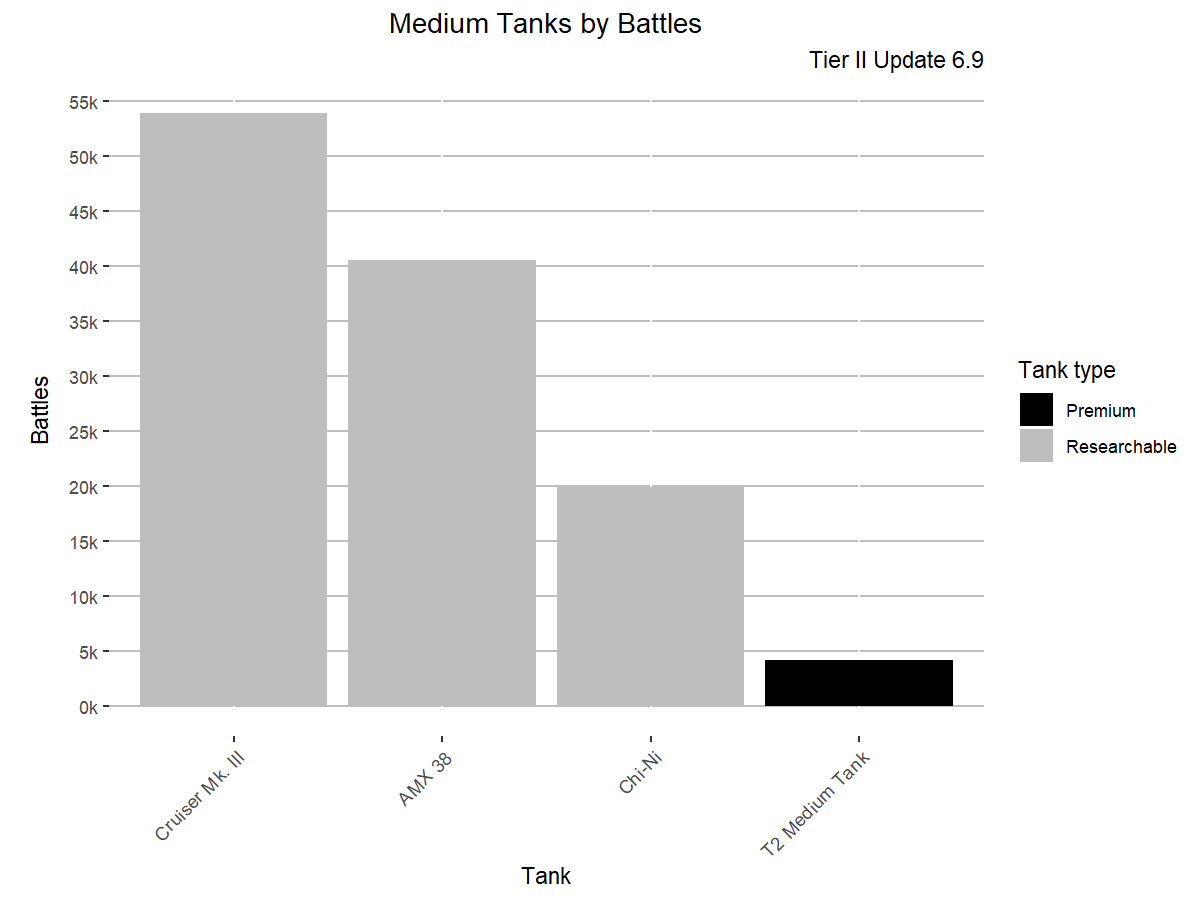 Medium Tanks by Battles
Tier II Update 6.9
55k
50k
45k
40k
35k
30k
25k
20k
15k
10k
5k
0k
Battles
Cruiser Mk. III
AMX 38
Chi-Ni
T2 Medium Tank
Tank
Tank type
Premium
Researchable